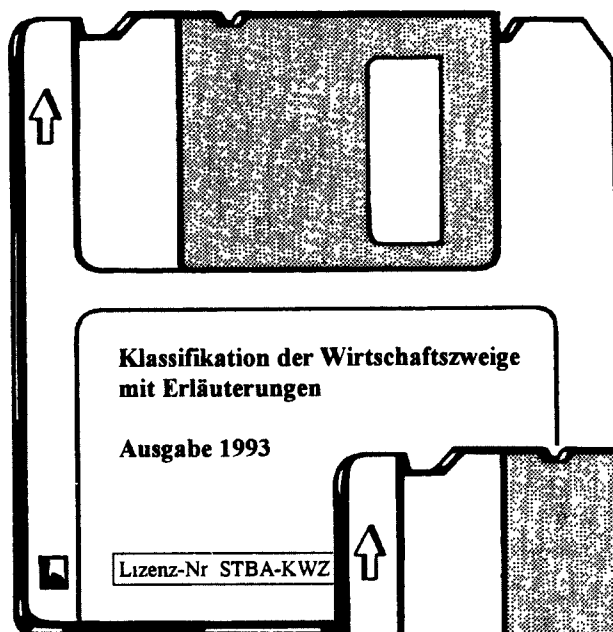 Klassifikation der Wirtschaftszweige
mit Erläuterungen
Ausgabe 1993
Lizenz-Nr STBA-KWZ